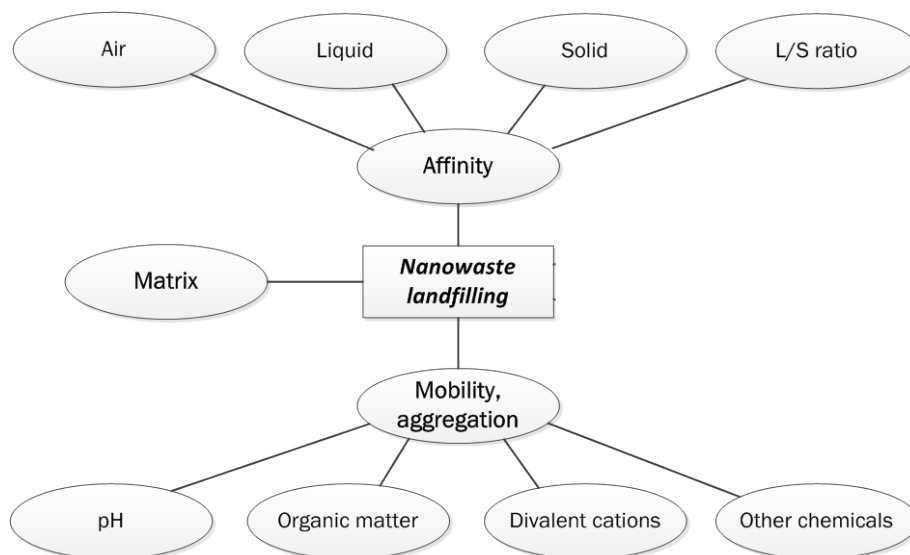 Air
Liquid
Solid
L/S ratio
Affinity
Matrix
Nanowaste
landfilling
Mobility,
aggregation
pH
Organic matter
Divalent cations
Other chemicals